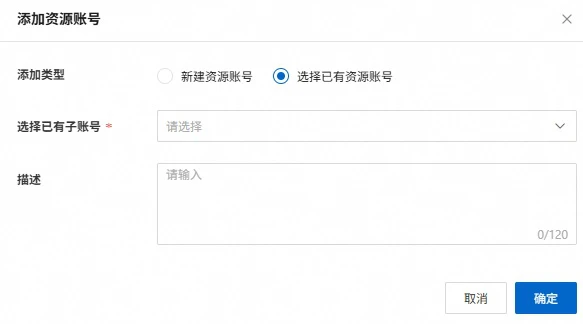 添加资源账号
添加类型 新建资源账号 选择已有资源账号
选择已有子账号 * 请选择
描述 请输入
0/120
取消 确定